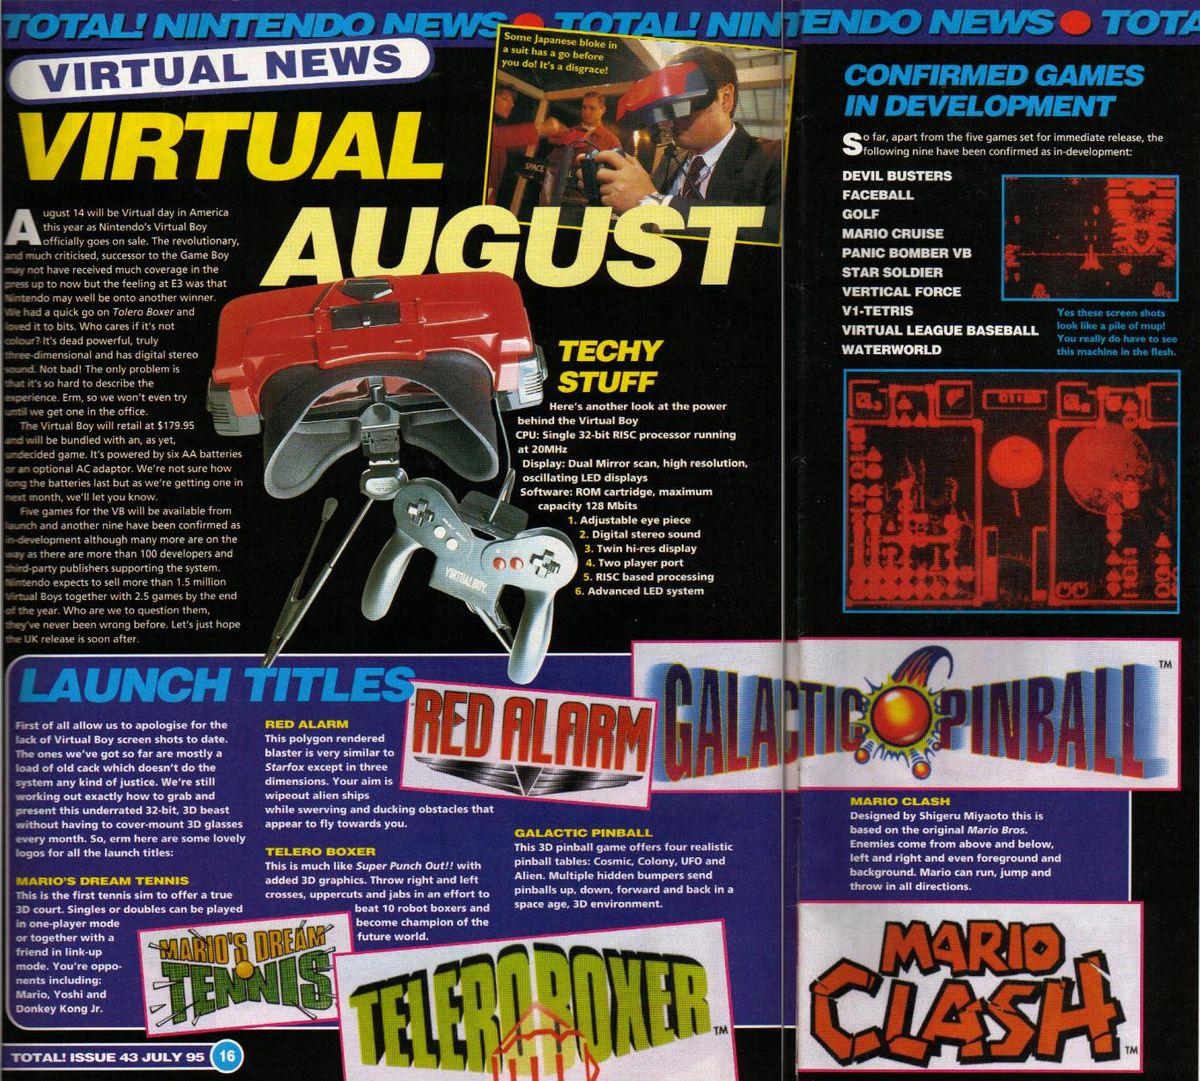 TOTAL! NINTENDO NEWS TOTAL! NINTENDO NEWS TOTA
VIRTUAL NEWS
VIRTUAL
AUGUST
Some Japanese bloke in
a suit has a go before
you do! It's a disgrace!
SPACE
August 14 will be Virtual day in America
this year as Nintendo's Virtual Boy
officially goes on sale. The revolutionary,
and much criticised, successor to the Game Boy
may not have received much coverage in the
press up to now but the feeling at E3 was that
Nintendo may well be onto another winner.
We had a quick go on Tolero Boxer and
loved it to bits. Who cares if it's not
colour? It's dead powerful, truly
three-dimensional and has digital stereo
sound. Not bad! The only problem is
that it's so hard to describe the
experience. Erm, so we won't even try
until we get one in the office.
The Virtual Boy will retail at $179.95
and will be bundled with an, as yet,
undecided game. It's powered by six AA batteries
or an optional AC adaptor. We're not sure how
long the batteries last but as we're getting one in
next month, we'll let you know.
Five games for the VB will be available from
launch and another nine have been confirmed as
in-development although many more are on the
way as there are more than 100 developers and
third-party publishers supporting the system.
Nintendo expects to sell more than 1.5 million
Virtual Boys together with 2.5 games by the end
of the year. Who are we to question them,
they've never been wrong before. Let's just hope
the UK release is soon after.
TECHY
STUFF
Here's another look at the power
behind the Virtual Boy
CPU: Single 32-bit RISC processor running
at 20MHz
Display: Dual Mirror scan, high resolution,
oscillating LED displays
Software: ROM cartridge, maximum
capacity 128 Mbits
1. Adjustable eye piece
2. Digital stereo sound
3. Twin hi-res display
4. Two player port
5. RISC based processing
6. Advanced LED system
VIRTUAL BOY
CONFIRMED GAMES
IN DEVELOPMENT
So far, apart from the five games set for immediate release, the
following nine have been confirmed as in-development:
DEVIL BUSTERS
FACEBALL
GOLF
MARIO CRUISE
PANIC BOMBER VB
STAR SOLDIER
VERTICAL FORCE
V1-TETRIS
VIRTUAL LEAGUE BASEBALL
WATERWORLD
Yes these screen shots
look like a pile of mup!
You really do have to see
this machine in the flesh.
LAUNCH TITLES
First of all allow us to apologise for the
lack of Virtual Boy screen shots to date.
The ones we've got so far are mostly a
load of old cack which doesn't do the
system any kind of justice. We're still
working out exactly how to grab and
present this underrated 32-bit, 3D beast
without having to cover-mount 3D glasses
every month. So, erm here are some lovely
logos for all the launch titles:
MARIO'S DREAM TENNIS
This is the first tennis sim to offer a true
3D court. Singles or doubles can be played
in one-player mode
or together with a
friend in link-up
mode. You're oppo-
nents including:
Mario, Yoshi and
Donkey Kong Jr.
MARIO'S DREAM
TENNIS
RED ALARM
This polygon rendered
blaster is very similar to
Starfox except in three
dimensions. Your aim is
wipeout alien ships
while swerving and ducking obstacles that
appear to fly towards you.
RED ALARM
TELERO BOXER
This is much like Super Punch Out!! with
added 3D graphics. Throw right and left
crosses, uppercuts and jabs in an effort to
beat 10 robot boxers and
become champion of the
future world.
TELERO BOXER
TM
GALACTIC PINBALL
This 3D pinball game offers four realistic
pinball tables: Cosmic, Colony, UFO and
Alien. Multiple hidden bumpers send
pinballs up, down, forward and back in a
space age, 3D environment.
GALACTIC PINBALL
TM
MARIO CLASH
Designed by Shigeru Miyaoto this is
based on the original Mario Bros.
Enemies come from above and below,
left and right and even foreground and
background. Mario can run, jump and
throw in all directions.
MARIO
CLASH
TM
TOTAL! ISSUE 43 JULY 95 16